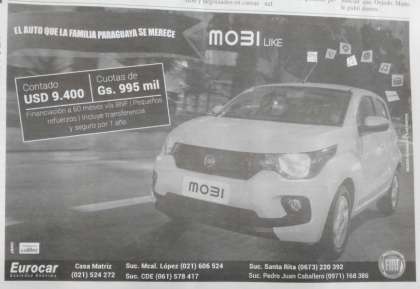 EL AUTO QUE LA FAMILIA PARAGUAYA SE MERECE
MOBI LIKE
Contado
USD 9.400
Cuotas de
Gs. 995 mil
Financiación a 60 meses vía BNF | Pequeños
refuerzos | Incluye transferencia
y seguro por 1 año.
FIAT
MOBI
Eurocar
Casa Matriz
(021) 524 272
Suc. Mcal. López (021) 606 524
Suc. CDE (061) 578 417
Suc. Santa Rita (0673) 220 392
Suc. Pedro Juan Caballero (0971) 168 386
FIAT